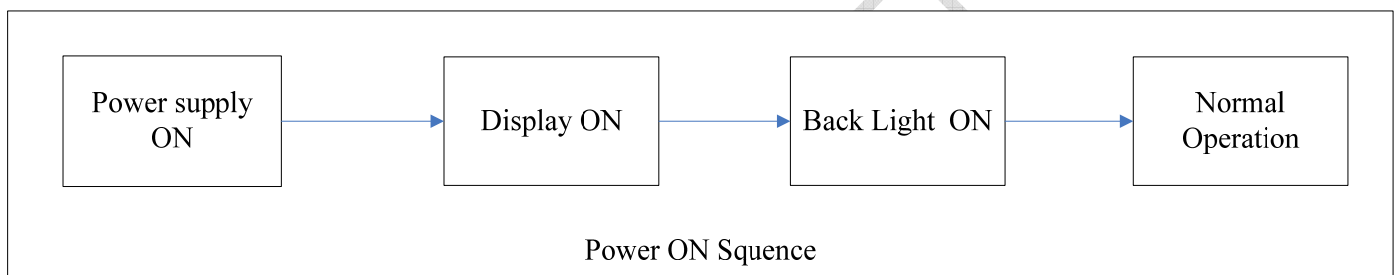 Power supply
ON
Display ON
Back Light ON
Normal
Operation
Power ON Squence